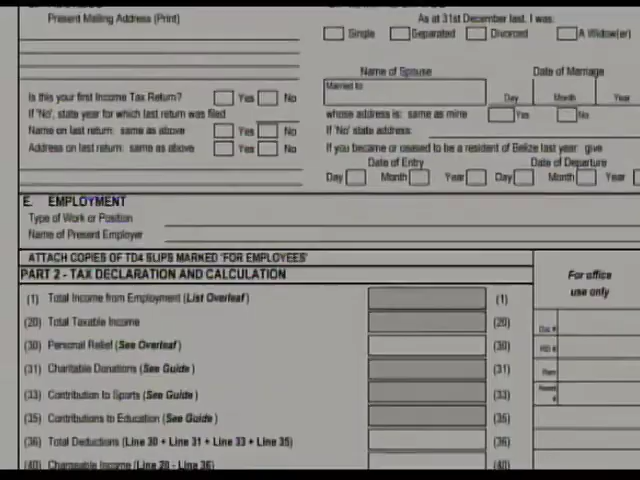 Present Mailing Address (Print)
As at 31st December last, I was:
Single Separated Divorced A Widow(er)
Name of Spouse Date of Marriage
Married to:
Day Month Year
Is this your first Income Tax Return? Yes No
If 'No', state year for which last return was filed
Name on last return: same as above Yes No
Address on last return: same as above Yes No
whose address is: same as mine Yes No
If 'No' state address:
If you became or ceased to be a resident of Belize last year: give
Date of Entry Date of Departure
Day Month Year Day Month Year
E. EMPLOYMENT
Type of Work or Position
Name of Present Employer
ATTACH COPIES OF TD4 SLIPS MARKED 'FOR EMPLOYEES'
PART 2 - TAX DECLARATION AND CALCULATION
For office
use only
(1) Total Income from Employment (List Overleaf) (1)
(20) Total Taxable Income (20)
(30) Personal Relief (See Overleaf) (30)
(31) Charitable Donations (See Guide) (31)
(33) Contribution to Sports (See Guide) (33)
(35) Contributions to Education (See Guide) (35)
(36) Total Deductions (Line 30 + Line 31 + Line 33 + Line 35) (36)
(40) Chargeable Income (Line 20 - Line 36) (40)